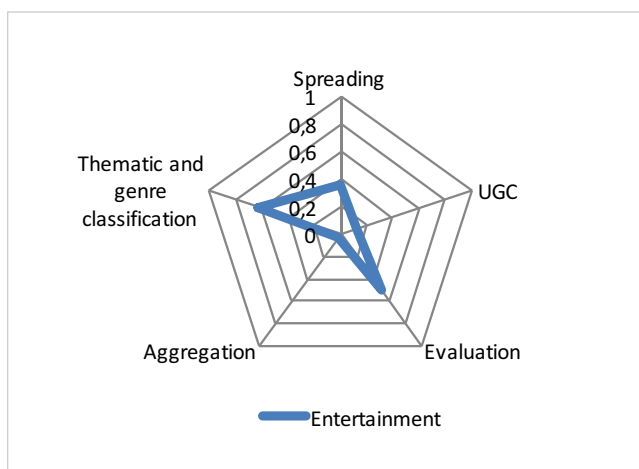 Spreading
1
0,8
0,6
0,4
0,2
0
UGC
Evaluation
Aggregation
Thematic and
genre
classification
Entertainment